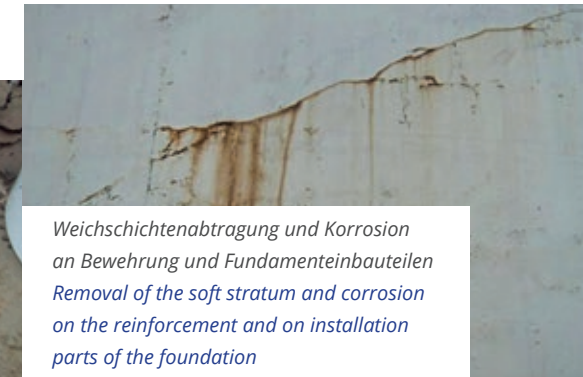 Weichschichtenabtragung und Korrosion
an Bewehrung und Fundamenteinbauteilen
Removal of the soft stratum and corrosion
on the reinforcement and on installation
parts of the foundation